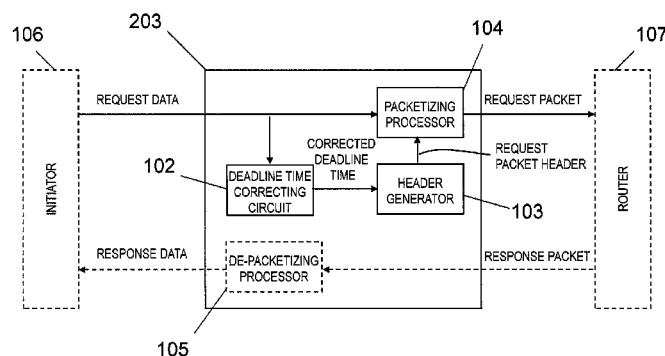 106
203
104
107
REQUEST DATA
PACKETIZING
PROCESSOR
REQUEST PACKET
CORRECTED
DEADLINE
TIME
REQUEST
PACKET HEADER
102
DEADLINE TIME
CORRECTING
CIRCUIT
HEADER
GENERATOR
103
INITIATOR
ROUTER
RESPONSE DATA
DE-PACKETIZING
PROCESSOR
RESPONSE PACKET
105